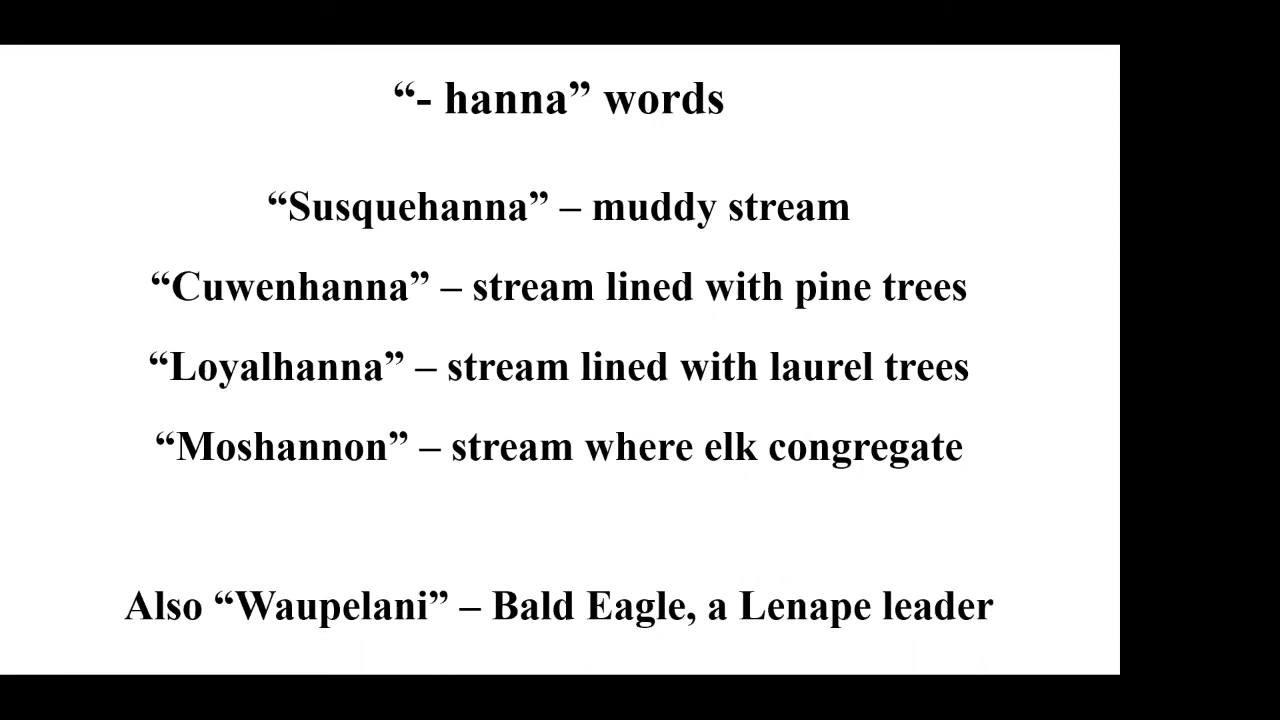 “- hanna” words
“Susquehanna” – muddy stream
“Cuwenhanna” – stream lined with pine trees
“Loyalhanna” – stream lined with laurel trees
“Moshannon” – stream where elk congregate
Also “Waupelani” – Bald Eagle, a Lenape leader